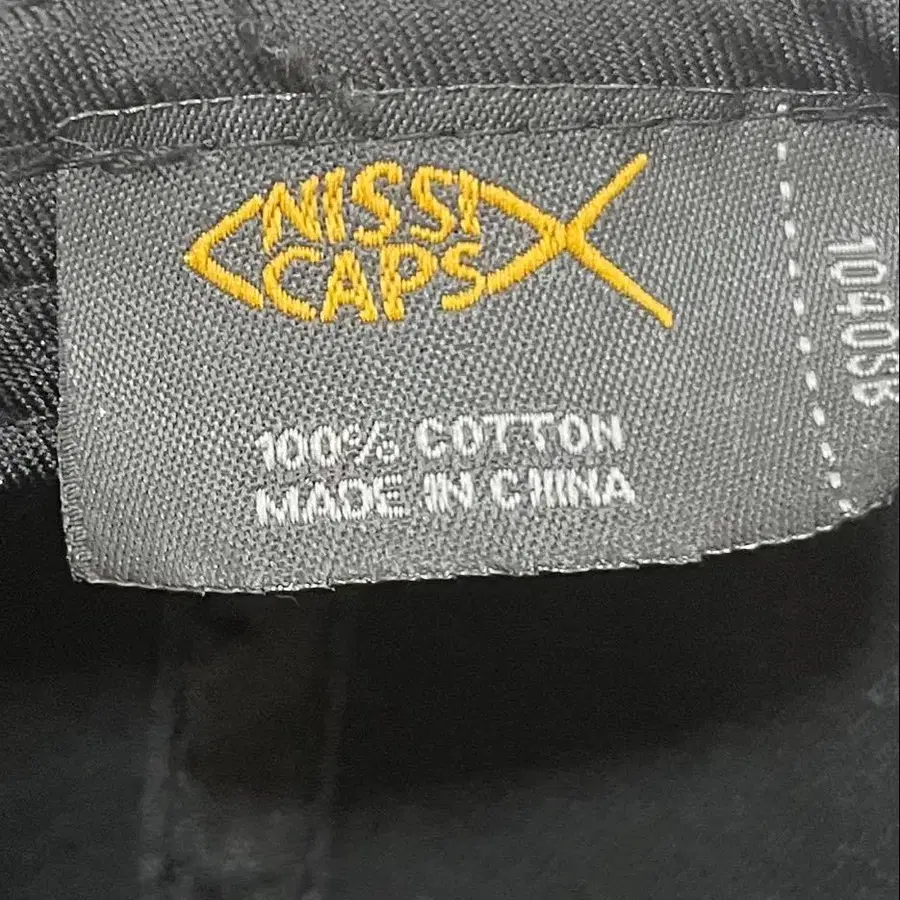 NISSI
CAPS
100% COTTON
MADE IN CHINA
1040SB